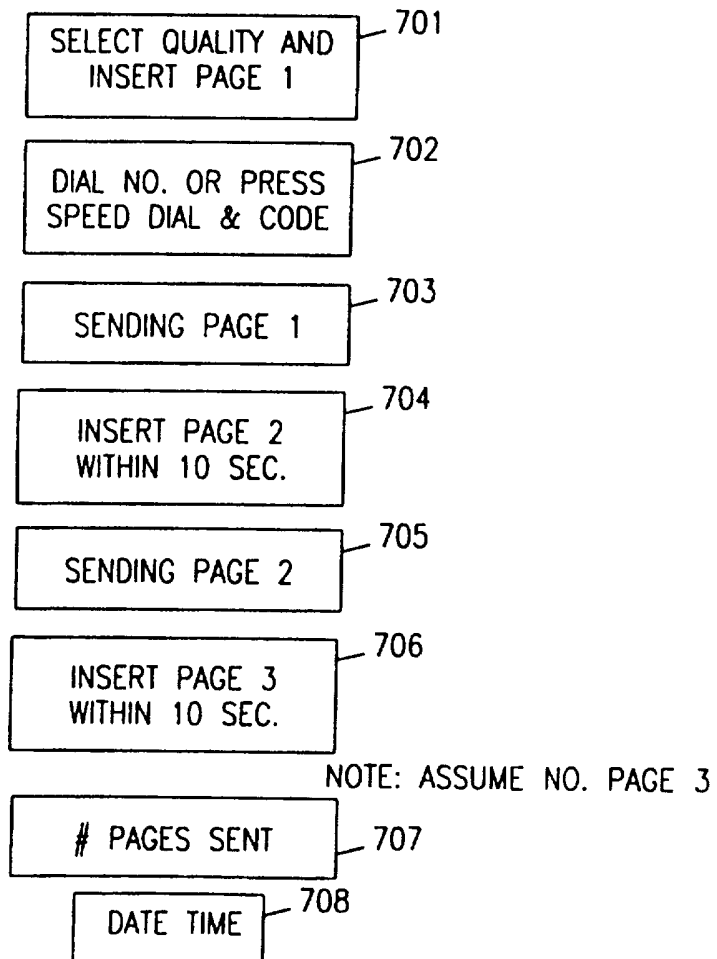 SELECT QUALITY AND
INSERT PAGE 1
701
DIAL NO. OR PRESS
SPEED DIAL & CODE
702
SENDING PAGE 1
703
INSERT PAGE 2
WITHIN 10 SEC.
704
SENDING PAGE 2
705
INSERT PAGE 3
WITHIN 10 SEC.
706
NOTE: ASSUME NO. PAGE 3
# PAGES SENT
707
DATE TIME
708